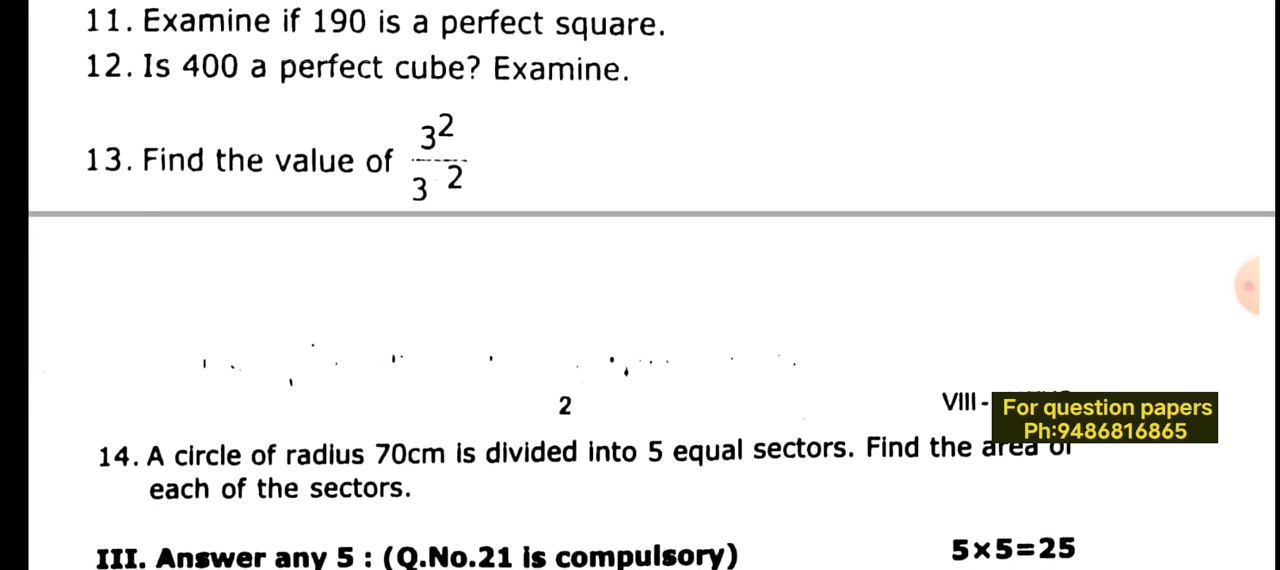 11. Examine if 190 is a perfect square.
12. Is 400 a perfect cube? Examine.
3²
13. Find the value of
3 ²
2
VIII -
For question papers
Ph:9486816865
14. A circle of radius 70cm is divided into 5 equal sectors. Find the area of
each of the sectors.
III. Answer any 5 : (Q.No.21 is compulsory) 5×5=25